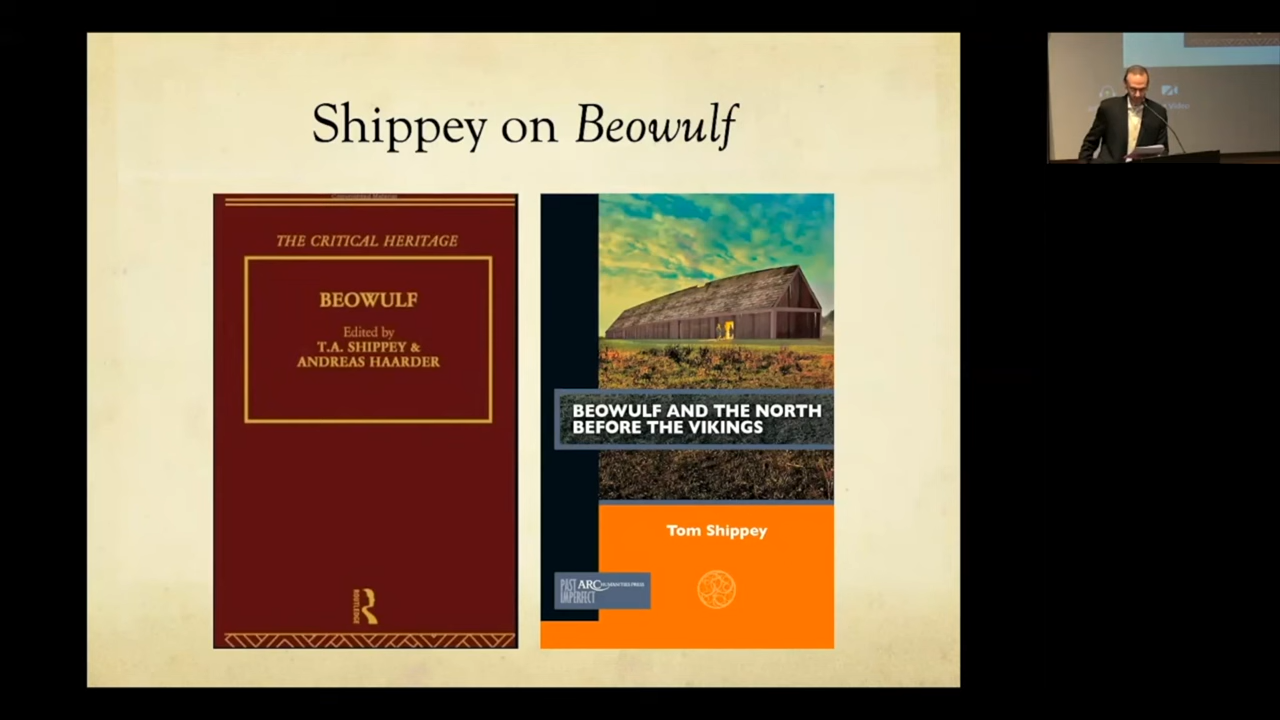 Shippey on Beowulf
THE CRITICAL HERITAGE
BEOWULF
Edited by
T.A. SHIPPEY &
ANDREAS HAARDER
ROUTLEDGE
BEOWULF AND THE NORTH
BEFORE THE VIKINGS
Tom Shippey
PAST
IMPERFECT
ARC HUMANITIES PRESS